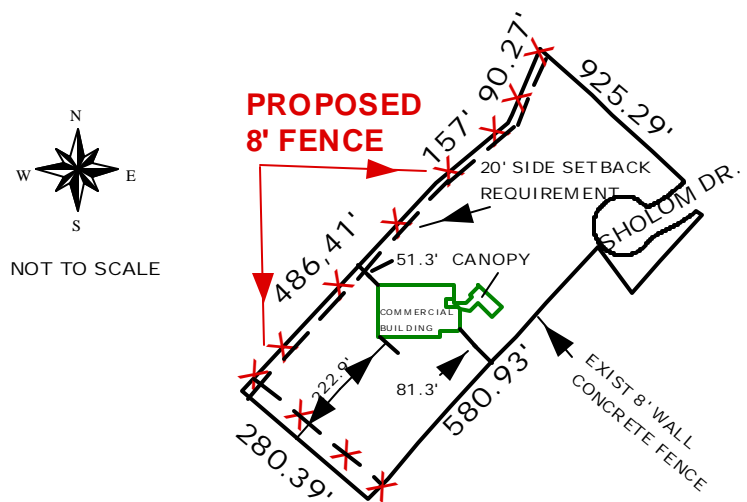 N
W E
S
NOT TO SCALE
PROPOSED
8' FENCE
90.27'
157'
925.29'
20' SIDE SETBACK
REQUIREMENT
SHOLOM DR.
486,41'
51.3'
CANOPY
COMMERCIAL
BUILDING
222.9'
81.3'
580.93'
280.39'
EXIST 8' WALL
CONCRETE FENCE